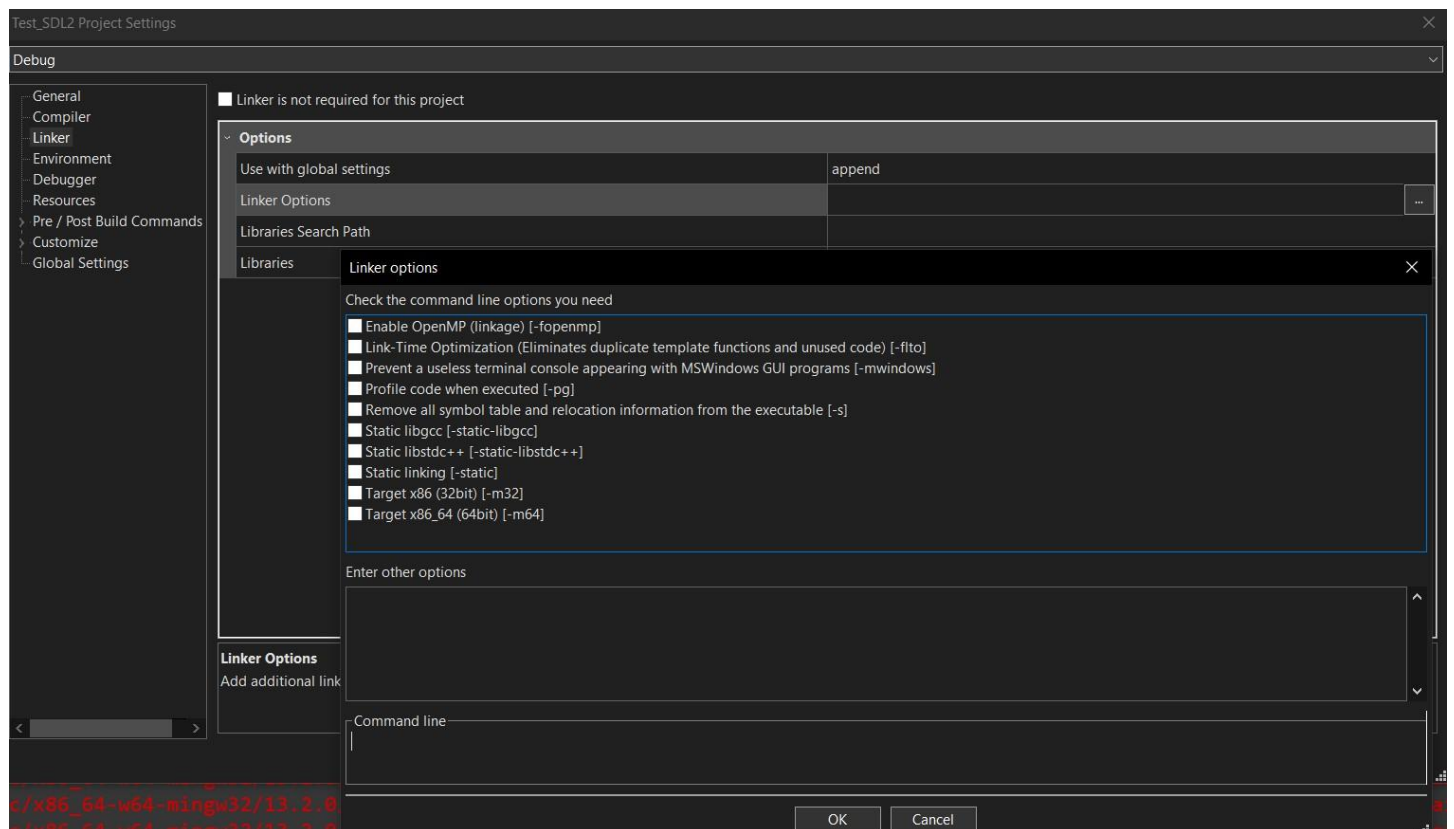 Test_SDL2 Project Settings
Debug
General
Compiler
Linker
Environment
Debugger
Resources
Pre / Post Build Commands
Customize
Global Settings
Linker is not required for this project
Options
Use with global settings append
Linker Options ...
Libraries Search Path
Libraries
Linker options
Check the command line options you need
Enable OpenMP (linkage) [-fopenmp]
Link-Time Optimization (Eliminates duplicate template functions and unused code) [-flto]
Prevent a useless terminal console appearing with MSWindows GUI programs [-mwindows]
Profile code when executed [-pg]
Remove all symbol table and relocation information from the executable [-s]
Static libgcc [-static-libgcc]
Static libstdc++ [-static-libstdc++]
Static linking [-static]
Target x86 (32bit) [-m32]
Target x86_64 (64bit) [-m64]
Enter other options
Linker Options
Add additional link
Command line
OK Cancel
c/x86_64-w64-mingw32/13.2.0